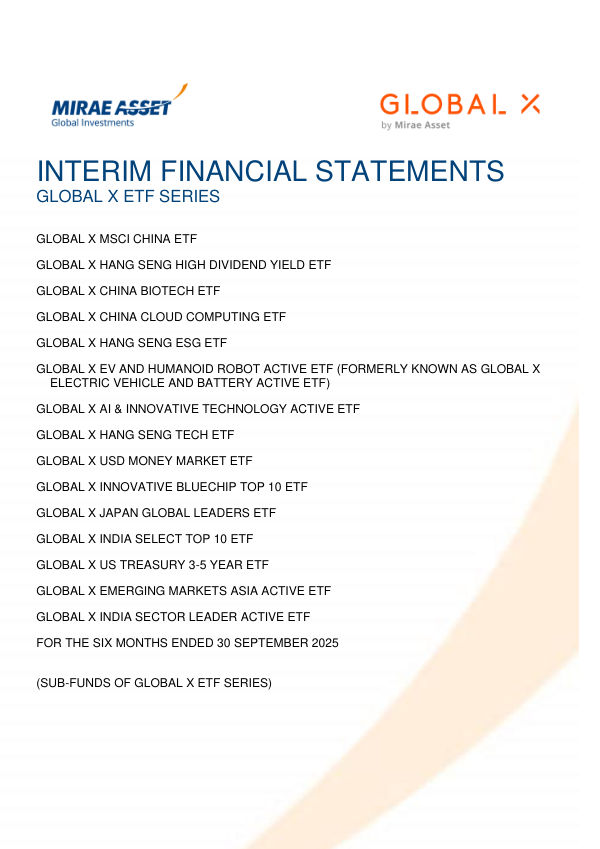 MIRAE ASSET
Global Investments
GLOBAL X
by Mirae Asset
INTERIM FINANCIAL STATEMENTS
GLOBAL X ETF SERIES
GLOBAL X MSCI CHINA ETF
GLOBAL X HANG SENG HIGH DIVIDEND YIELD ETF
GLOBAL X CHINA BIOTECH ETF
GLOBAL X CHINA CLOUD COMPUTING ETF
GLOBAL X HANG SENG ESG ETF
GLOBAL X EV AND HUMANOID ROBOT ACTIVE ETF (FORMERLY KNOWN AS GLOBAL X
ELECTRIC VEHICLE AND BATTERY ACTIVE ETF)
GLOBAL X AI & INNOVATIVE TECHNOLOGY ACTIVE ETF
GLOBAL X HANG SENG TECH ETF
GLOBAL X USD MONEY MARKET ETF
GLOBAL X INNOVATIVE BLUECHIP TOP 10 ETF
GLOBAL X JAPAN GLOBAL LEADERS ETF
GLOBAL X INDIA SELECT TOP 10 ETF
GLOBAL X US TREASURY 3-5 YEAR ETF
GLOBAL X EMERGING MARKETS ASIA ACTIVE ETF
GLOBAL X INDIA SECTOR LEADER ACTIVE ETF
FOR THE SIX MONTHS ENDED 30 SEPTEMBER 2025
(SUB-FUNDS OF GLOBAL X ETF SERIES)